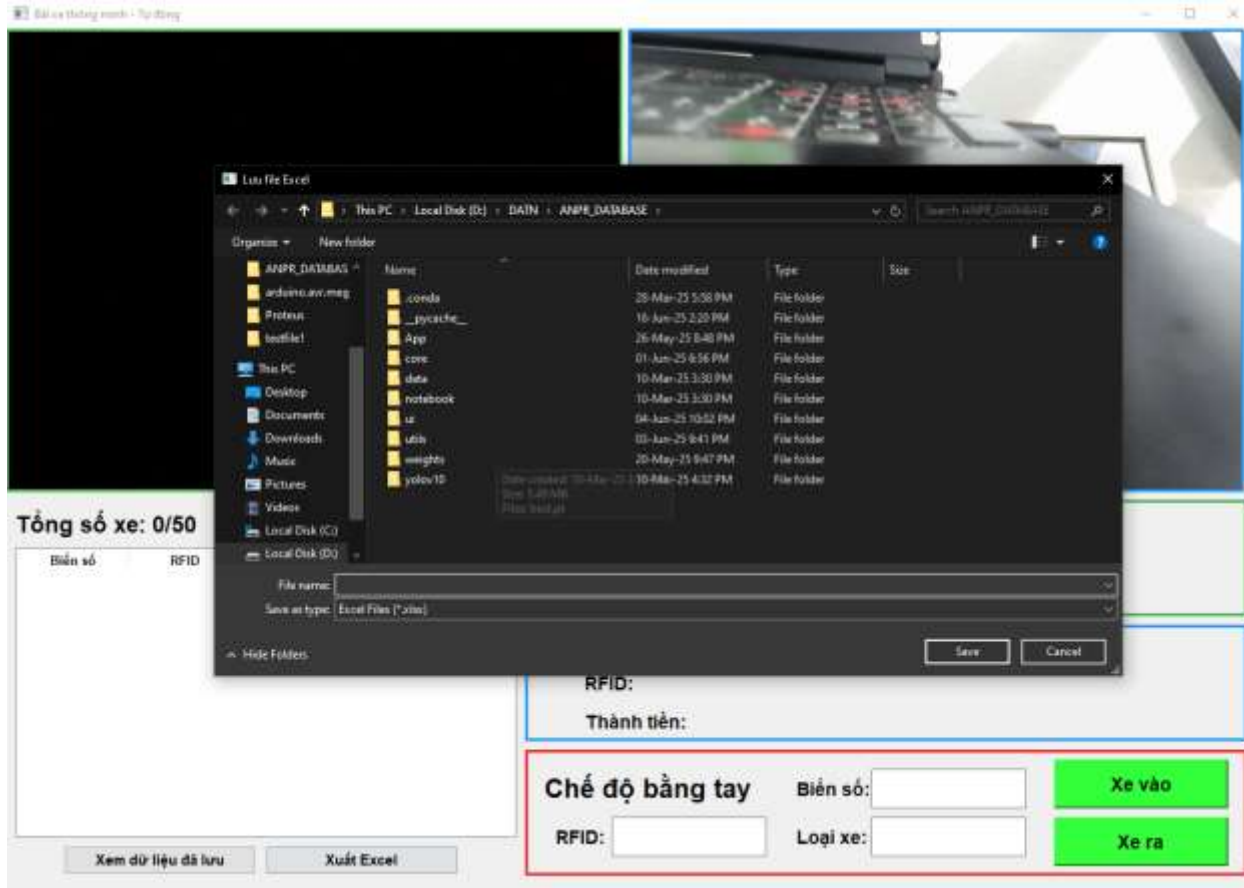 Bãi xe thông minh - Tự động
Lưu file Excel
This PC › Local Disk (D:) › DATN › ANPR_DATABASE ›
Search ANPR_DATABASE
Organize
New folder
Name
Date modified
Type
Size
ANPR_DATABAS
arduino.avr.meg
Proteus
testfile1
This PC
Desktop
Documents
Downloads
Music
Pictures
Videos
Local Disk (C:)
Local Disk (D:)
.conda 28-Mar-25 5:58 PM File folder
__pycache__ 16-Jun-25 2:20 PM File folder
App 26-May-25 8:48 PM File folder
core 01-Jun-25 6:56 PM File folder
data 10-Mar-25 3:30 PM File folder
notebook 10-Mar-25 3:30 PM File folder
ui 04-Jun-25 10:02 PM File folder
utils 03-Jun-25 9:41 PM File folder
weights 20-May-25 9:47 PM File folder
yolov10 10-Mar-25 4:32 PM File folder
File name:
Save as type: Excel Files (*.xlsx)
Hide Folders
Save
Cancel
Tổng số xe: 0/50
Biển số
RFID
RFID:
Thành tiền:
Chế độ bằng tay
Biển số:
Xe vào
RFID:
Loại xe:
Xe ra
Xem dữ liệu đã lưu
Xuất Excel